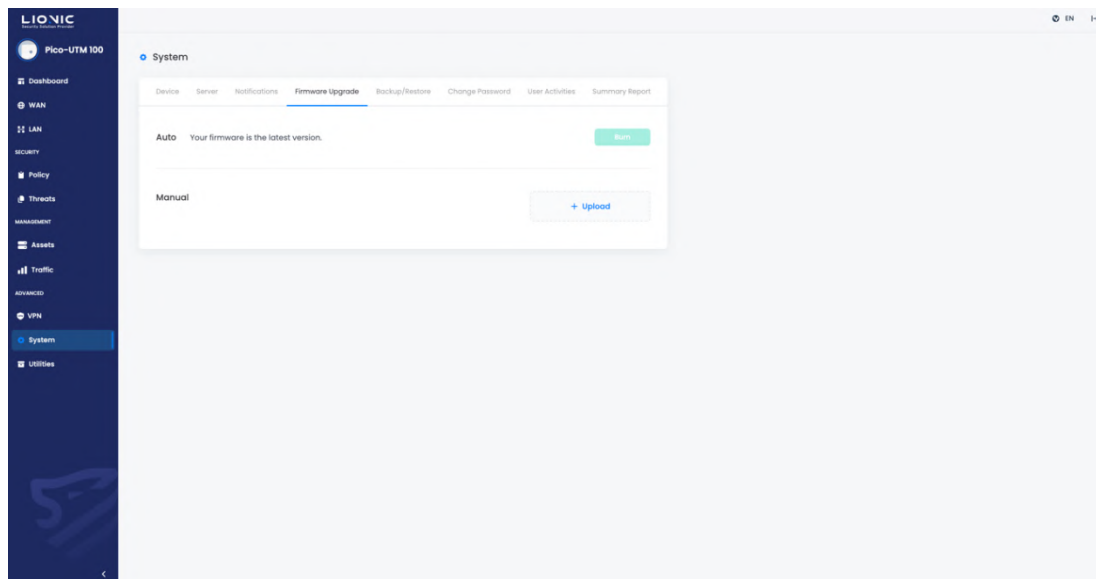 LIONIC
Security Solution Provider
EN
Pico-UTM 100
System
Dashboard
WAN
LAN
SECURITY
Policy
Threats
MANAGEMENT
Assets
Traffic
ADVANCED
VPN
System
Utilities
Device Server Notifications Firmware Upgrade Backup/Restore Change Password User Activities Summary Report
Auto Your firmware is the latest version. Burn
Manual + Upload